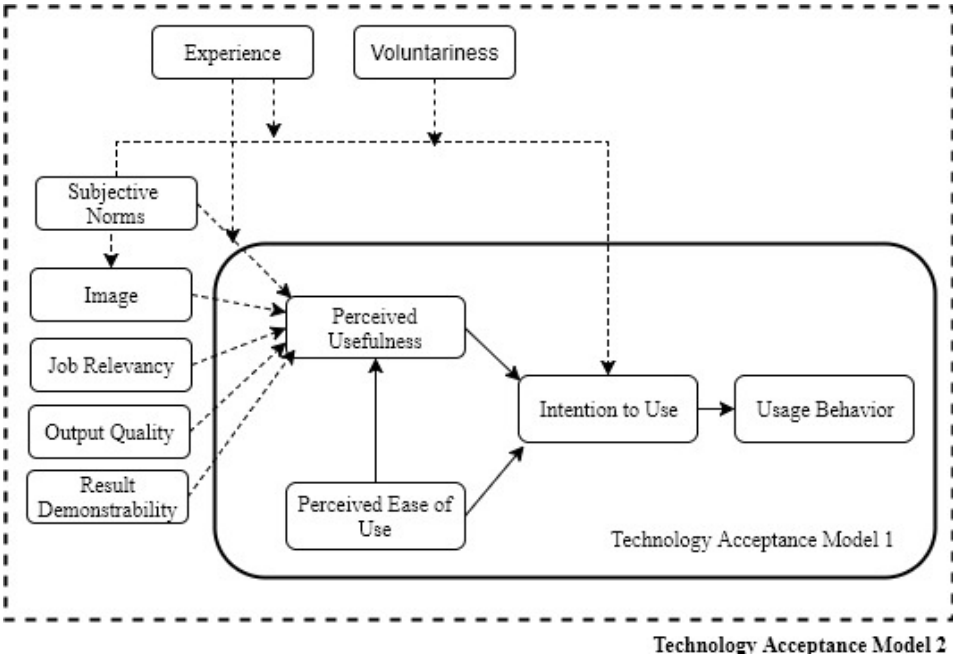 Experience
Voluntariness
Subjective
Norms
Image
Perceived
Usefulness
Job Relevancy
Intention to Use
Usage Behavior
Output Quality
Result
Demonstrability
Perceived Ease of
Use
Technology Acceptance Model 1
Technology Acceptance Model 2